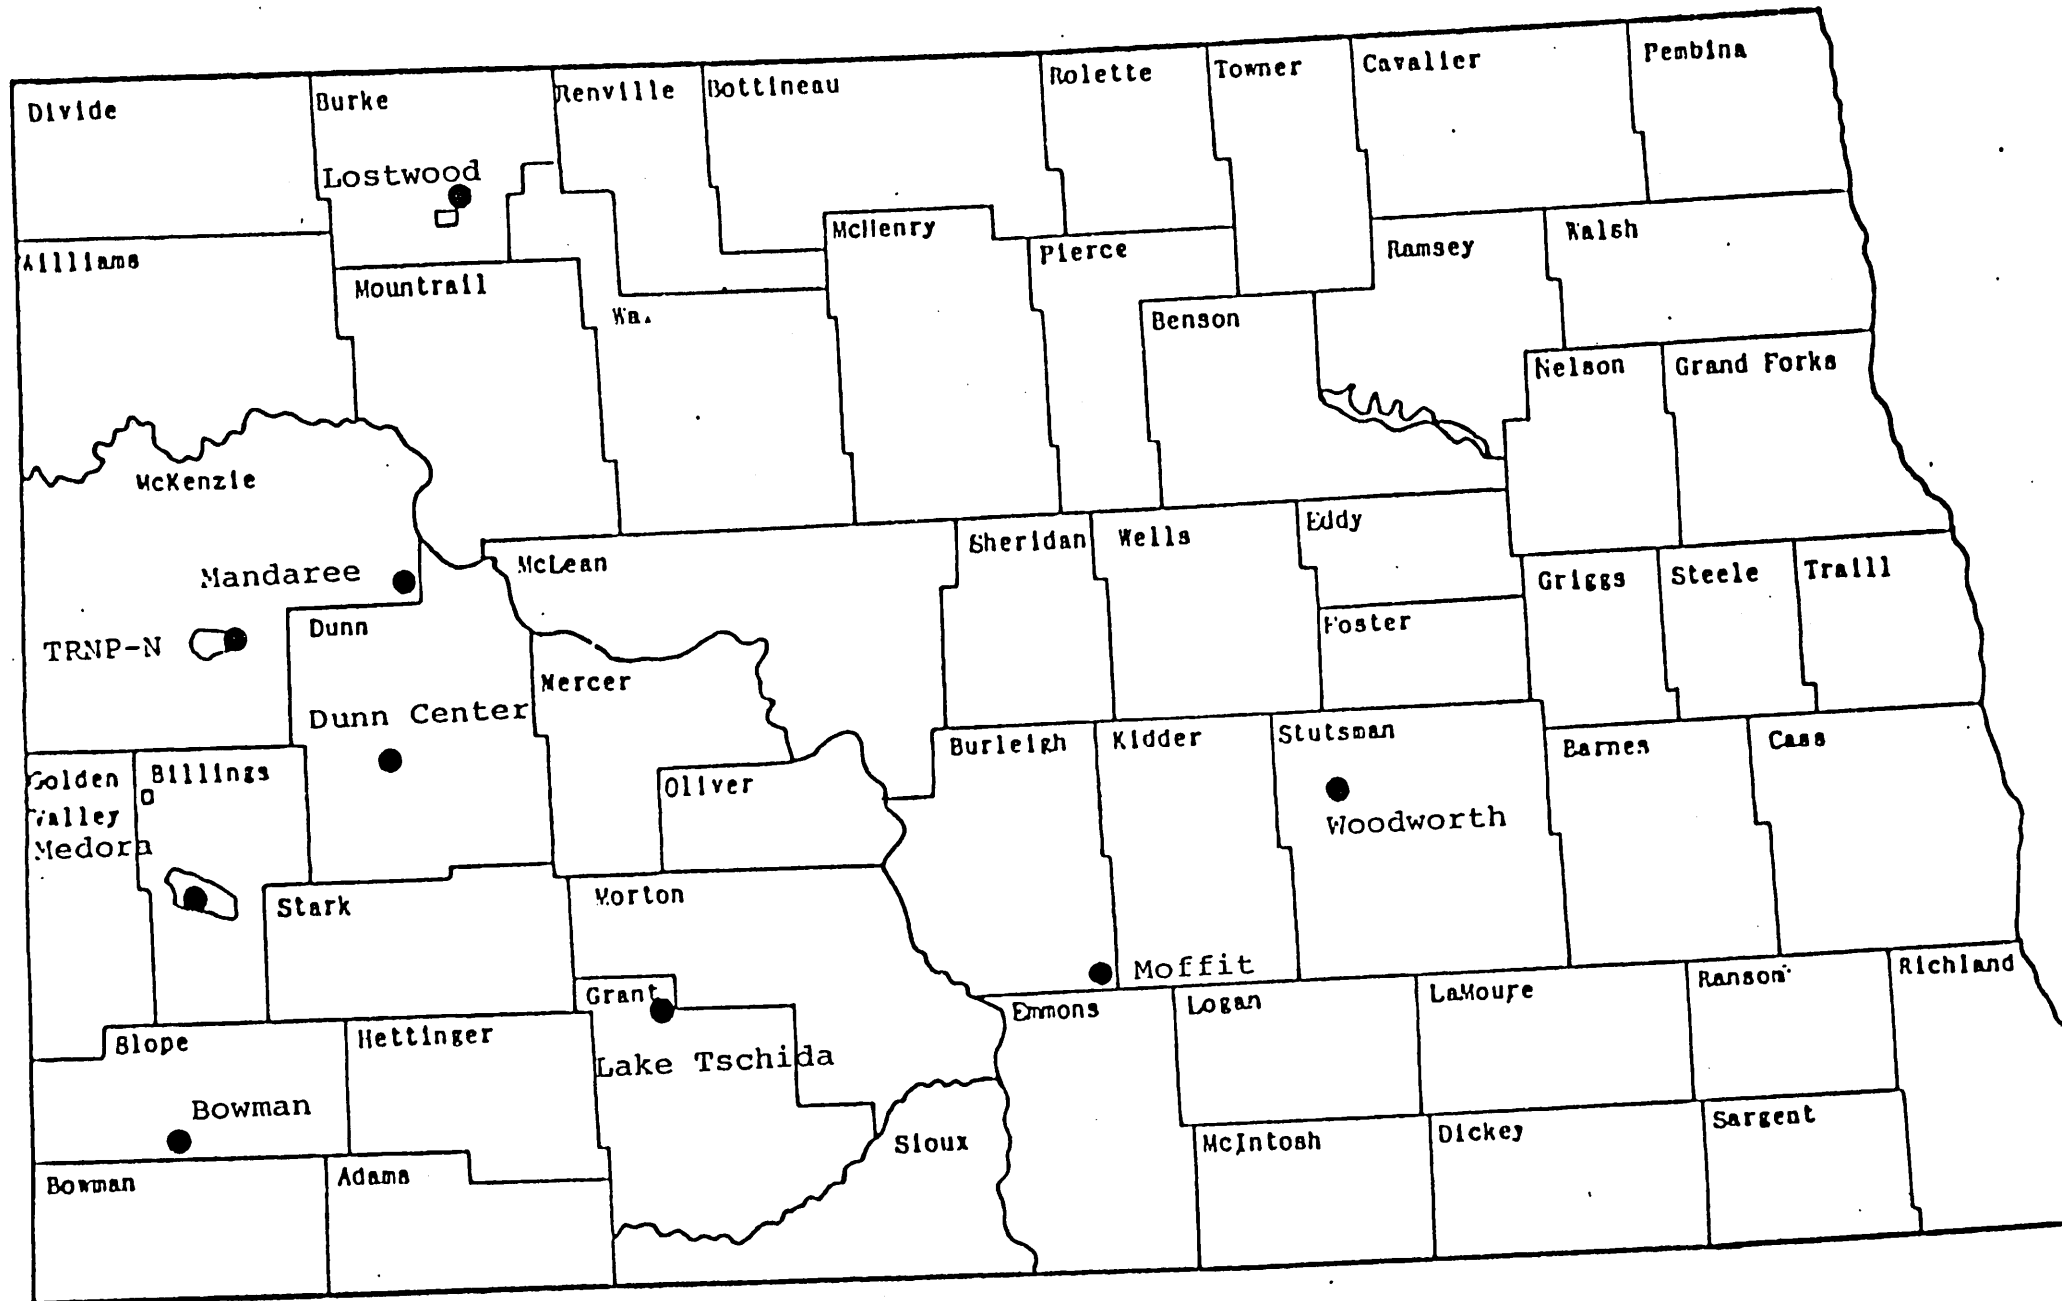 Divide
Burke
Renville
Bottineau
Rolette
Towner
Cavalier
Pembina
Lostwood
Williams
Mountrail
Wa.
McHenry
Pierce
Benson
Ramsey
Walsh
Nelson
Grand Forks
McKenzie
Mandaree
TRNP-N
Dunn
Dunn Center
McLean
Mercer
Sheridan
Wells
Eddy
Foster
Griggs
Steele
Traill
Golden
Valley
Medora
Billings
Oliver
Burleigh
Kidder
Stutsman
Woodworth
Barnes
Cass
Stark
Morton
Moffit
Grant
Lake Tschida
Emmons
Logan
LaMoure
Ransom
Richland
Slope
Hettinger
Bowman
Bowman
Adams
Sioux
McIntosh
Dickey
Sargent